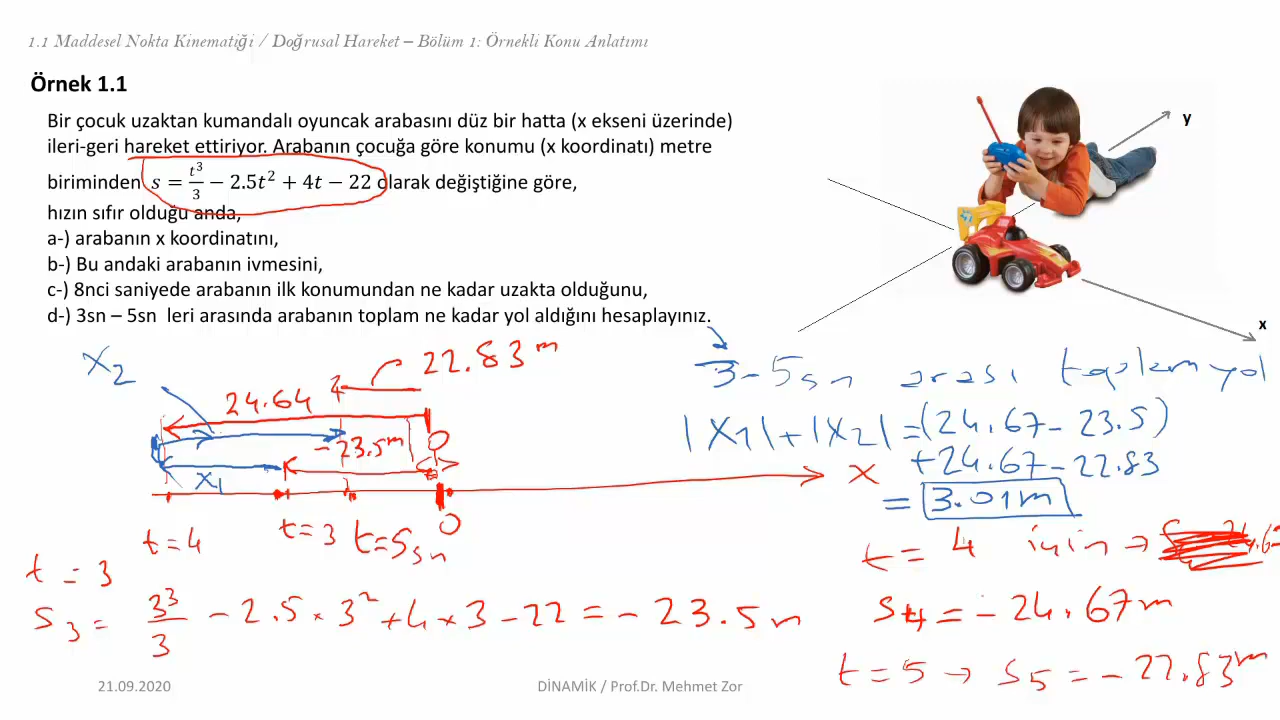 1.1 Maddesel Nokta Kinematiği / Doğrusal Hareket – Bölüm 1: Örnekli Konu Anlatımı
Örnek 1.1
Bir çocuk uzaktan kumandalı oyuncak arabasını düz bir hatta (x ekseni üzerinde)
ileri-geri hareket ettiriyor. Arabanın çocuğa göre konumu (x koordinatı) metre
biriminden s = t³/3 − 2.5t² + 4t − 22 olarak değiştiğine göre,
hızın sıfır olduğu anda,
a-) arabanın x koordinatını,
b-) Bu andaki arabanın ivmesini,
c-) 8nci saniyede arabanın ilk konumundan ne kadar uzakta olduğunu,
d-) 3sn – 5sn leri arasında arabanın toplam ne kadar yol aldığını hesaplayınız.
y
x
x2
22.83 m
24.64
-23.5 m
0
x1
x
0
t=4
t=3
t=5sn
3-5sn arası toplam yol
|x1|+|x2|=(24.67-23.5)
+24.67-22.83
= 3.01m
t=3
s3 = 3³/3 - 2.5×3²+4×3-22=-23.5m
t=4 için →
s4=-24.67m
t=5 → s5=-22.83m
21.09.2020
DİNAMİK / Prof.Dr. Mehmet Zor